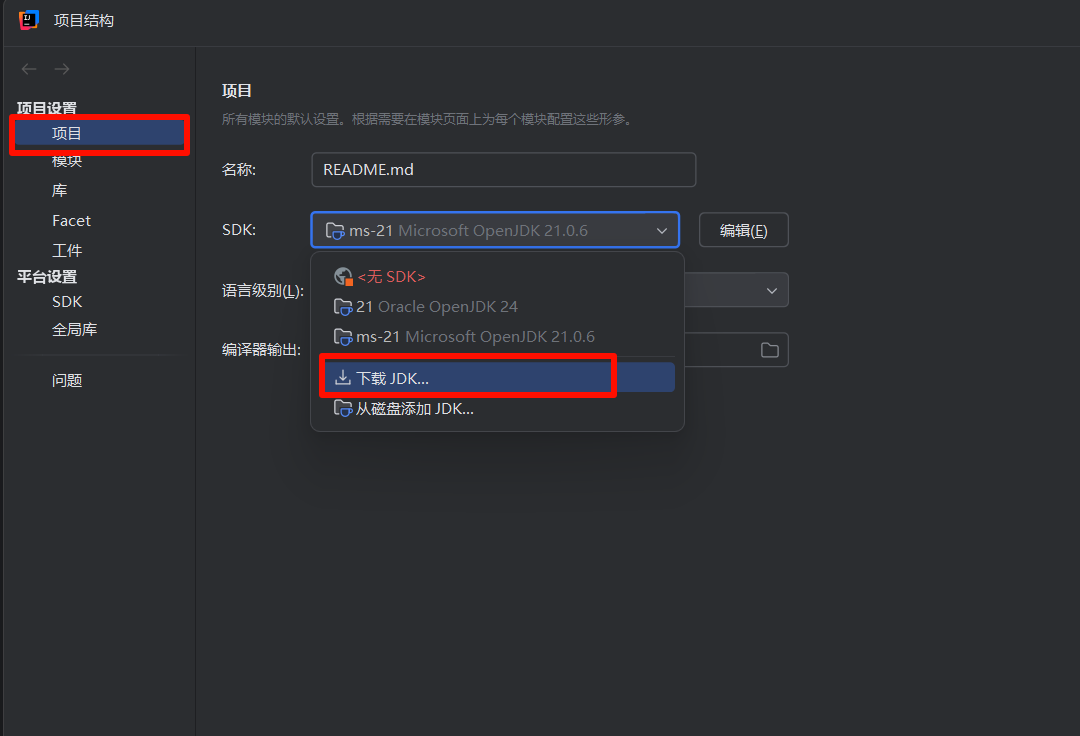 项目结构
项目设置
项目
模块
库
Facet
工件
平台设置
SDK
全局库
问题
项目
所有模块的默认设置。根据需要在模块页面上为每个模块配置这些形参。
名称: README.md
SDK: ms-21 Microsoft OpenJDK 21.0.6 编辑(E)
<无 SDK>
语言级别(L):
21 Oracle OpenJDK 24
ms-21 Microsoft OpenJDK 21.0.6
编译器输出:
下载 JDK...
从磁盘添加 JDK...